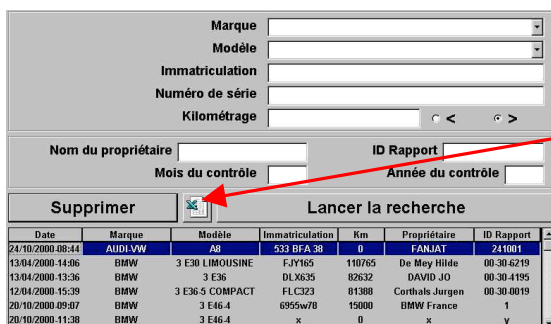 Marque
Modèle
Immatriculation
Numéro de série
Kilométrage < >
Nom du propriétaire ID Rapport
Mois du contrôle Année du contrôle
Supprimer Lancer la recherche
Date Marque Modèle Immatriculation Km Propriétaire ID Rapport
24/10/2000-08:44 AUDI-VW A8 533 BFA 38 0 FANJAT 241001
13/04/2000-14:06 BMW 3 E30 LIMOUSINE FJY165 110765 De Mey Hilde 00-30-6219
13/04/2000-13:36 BMW 3 E36 DLX635 82632 DAVID JO 00-30-4195
12/04/2000-15:39 BMW 3 E36-5 COMPACT FLC323 81388 Corthals Jurgen 00-30-0019
20/10/2000-09:07 BMW 3 E46-4 6955w78 15000 BMW France 1
20/10/2000-11:38 BMW 3 E46-4 x 0 x y